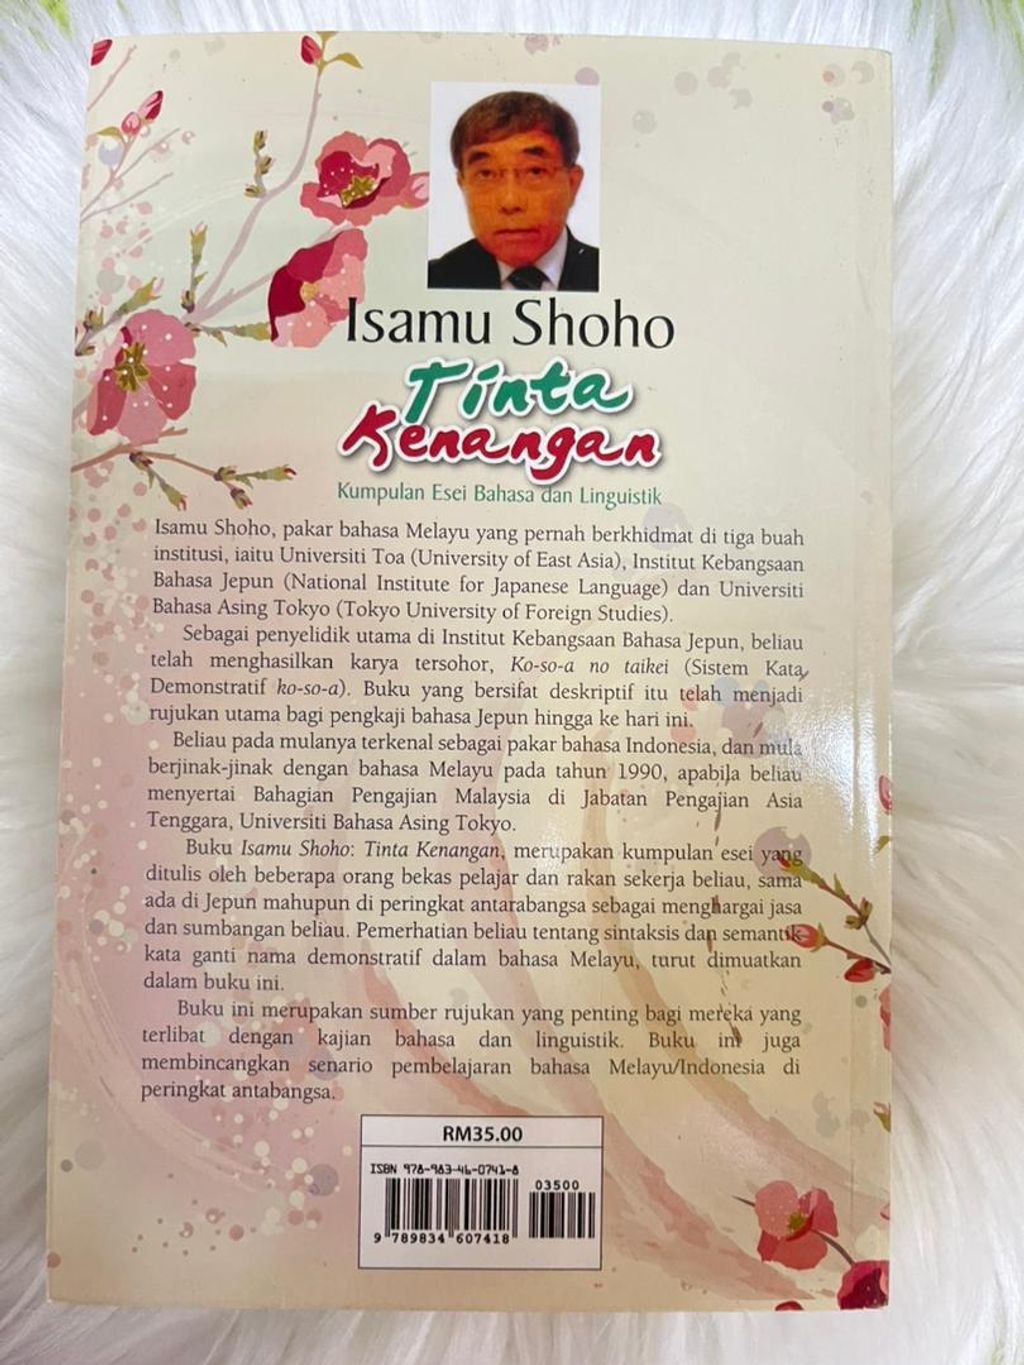 Isamu Shoho
Tinta
Kenangan
Kumpulan Esei Bahasa dan Linguistik
Isamu Shoho, pakar bahasa Melayu yang pernah berkhidmat di tiga buah
institusi, iaitu Universiti Toa (University of East Asia), Institut Kebangsaan
Bahasa Jepun (National Institute for Japanese Language) dan Universiti
Bahasa Asing Tokyo (Tokyo University of Foreign Studies).
Sebagai penyelidik utama di Institut Kebangsaan Bahasa Jepun, beliau
telah menghasilkan karya tersohor, Ko-so-a no taikei (Sistem Kata
Demonstratif ko-so-a). Buku yang bersifat deskriptif itu telah menjadi
rujukan utama bagi pengkaji bahasa Jepun hingga ke hari ini.
Beliau pada mulanya terkenal sebagai pakar bahasa Indonesia, dan mula
berjinak-jinak dengan bahasa Melayu pada tahun 1990, apabila beliau
menyertai Bahagian Pengajian Malaysia di Jabatan Pengajian Asia
Tenggara, Universiti Bahasa Asing Tokyo.
Buku Isamu Shoho: Tinta Kenangan, merupakan kumpulan esei yang
ditulis oleh beberapa orang bekas pelajar dan rakan sekerja beliau, sama
ada di Jepun mahupun di peringkat antarabangsa sebagai menghargai jasa
dan sumbangan beliau. Pemerhatian beliau tentang sintaksis dan semantik
kata ganti nama demonstratif dalam bahasa Melayu, turut dimuatkan
dalam buku ini.
Buku ini merupakan sumber rujukan yang penting bagi mereka yang
terlibat dengan kajian bahasa dan linguistik. Buku ini juga
membincangkan senario pembelajaran bahasa Melayu/Indonesia di
peringkat antabangsa.
RM35.00
ISBN 978-983-46-0741-8
03500
9 789834 607418